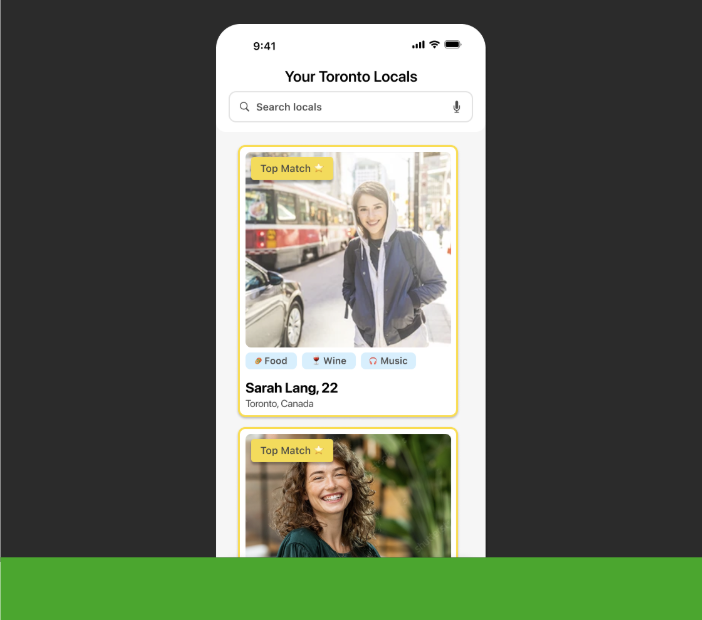 9:41
Your Toronto Locals
Search locals
Top Match ⭐
🍠 Food 🍷 Wine 🎧 Music
Sarah Lang, 22
Toronto, Canada
Top Match ⭐